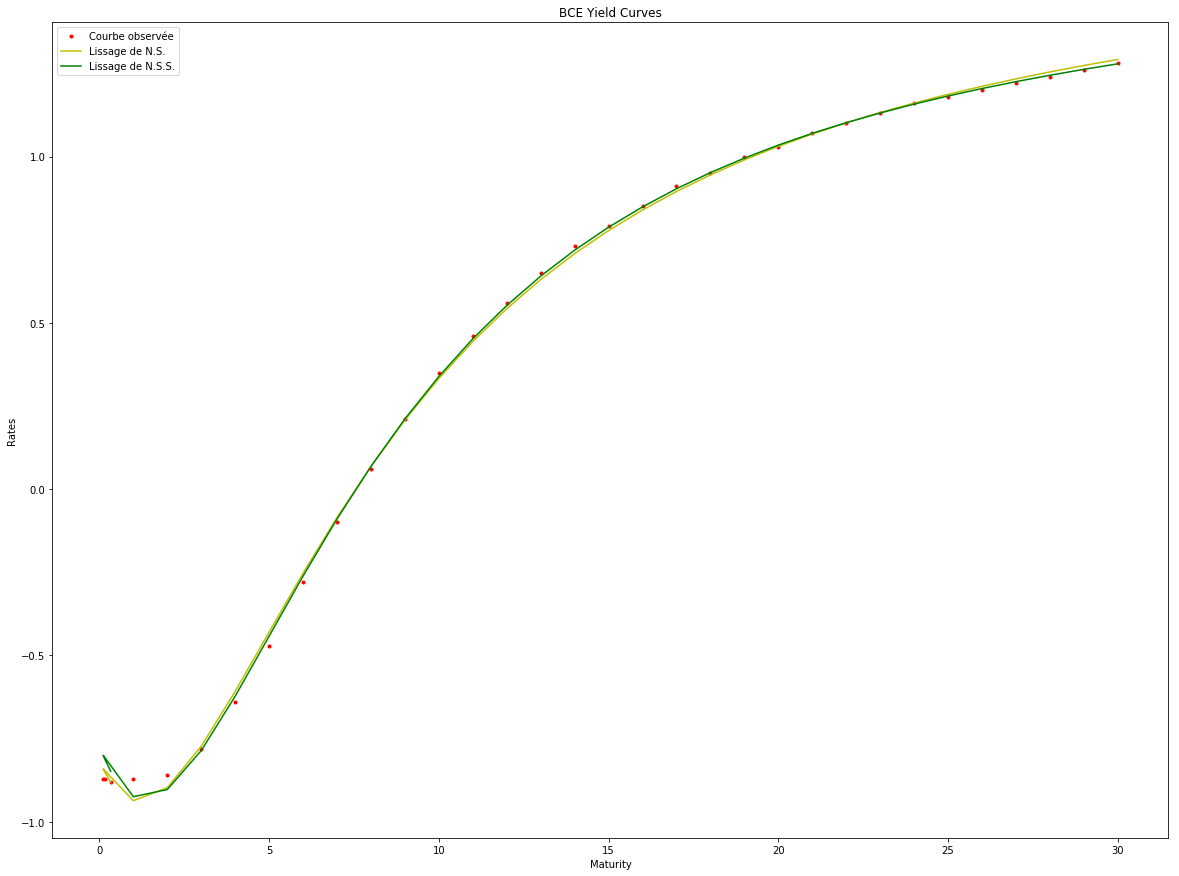 BCE Yield Curves
Courbe observée
Lissage de N.S.
Lissage de N.S.S.
Rates
1.0
0.5
0.0
−0.5
−1.0
0 5 10 15 20 25 30
Maturity